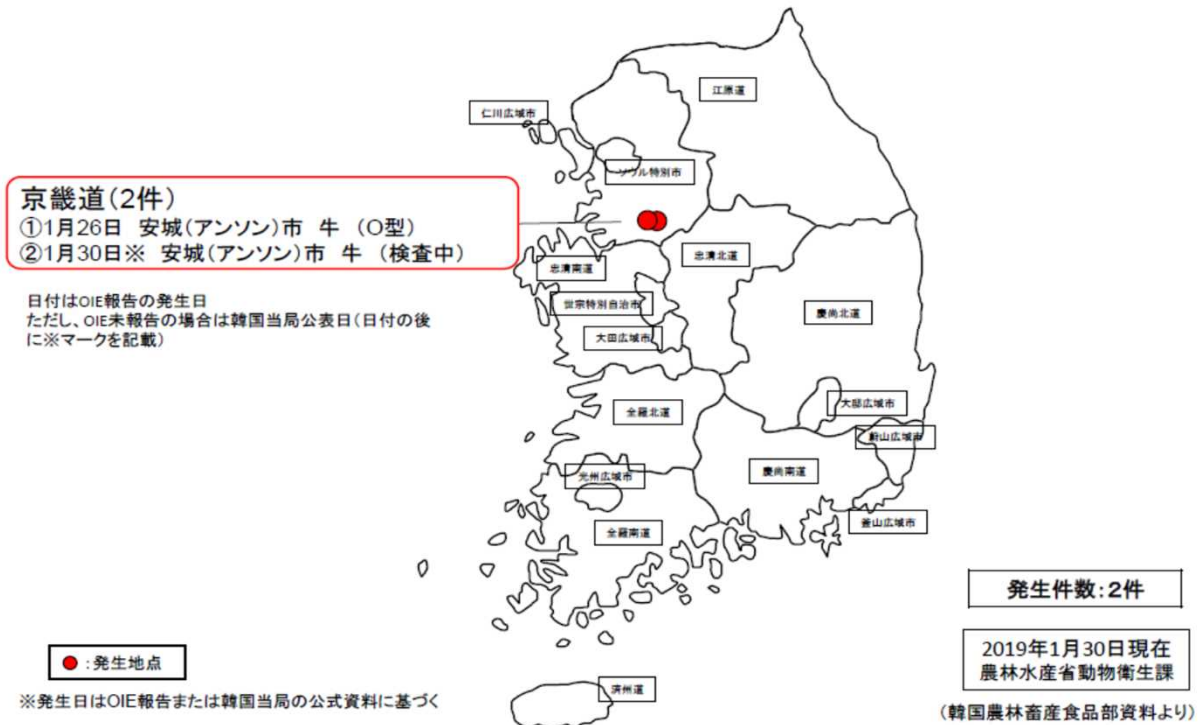 江原道
仁川広域市
ソウル特別市
京畿道(2件)
①1月26日 安城(アンソン)市 牛 (O型)
②1月30日※ 安城(アンソン)市 牛 (検査中)
忠清北道
忠清南道
日付はOIE報告の発生日
ただし、OIE未報告の場合は韓国当局公表日(日付の後
に※マークを記載)
世宗特別自治市
慶尚北道
大田広域市
大邸広域市
全羅北道
蔚山広域市
慶尚南道
光州広域市
釜山広域市
全羅南道
発生件数:2件
2019年1月30日現在
農林水産省動物衛生課
:発生地点
済州道
※発生日はOIE報告または韓国当局の公式資料に基づく
(韓国農林畜産食品部資料より)